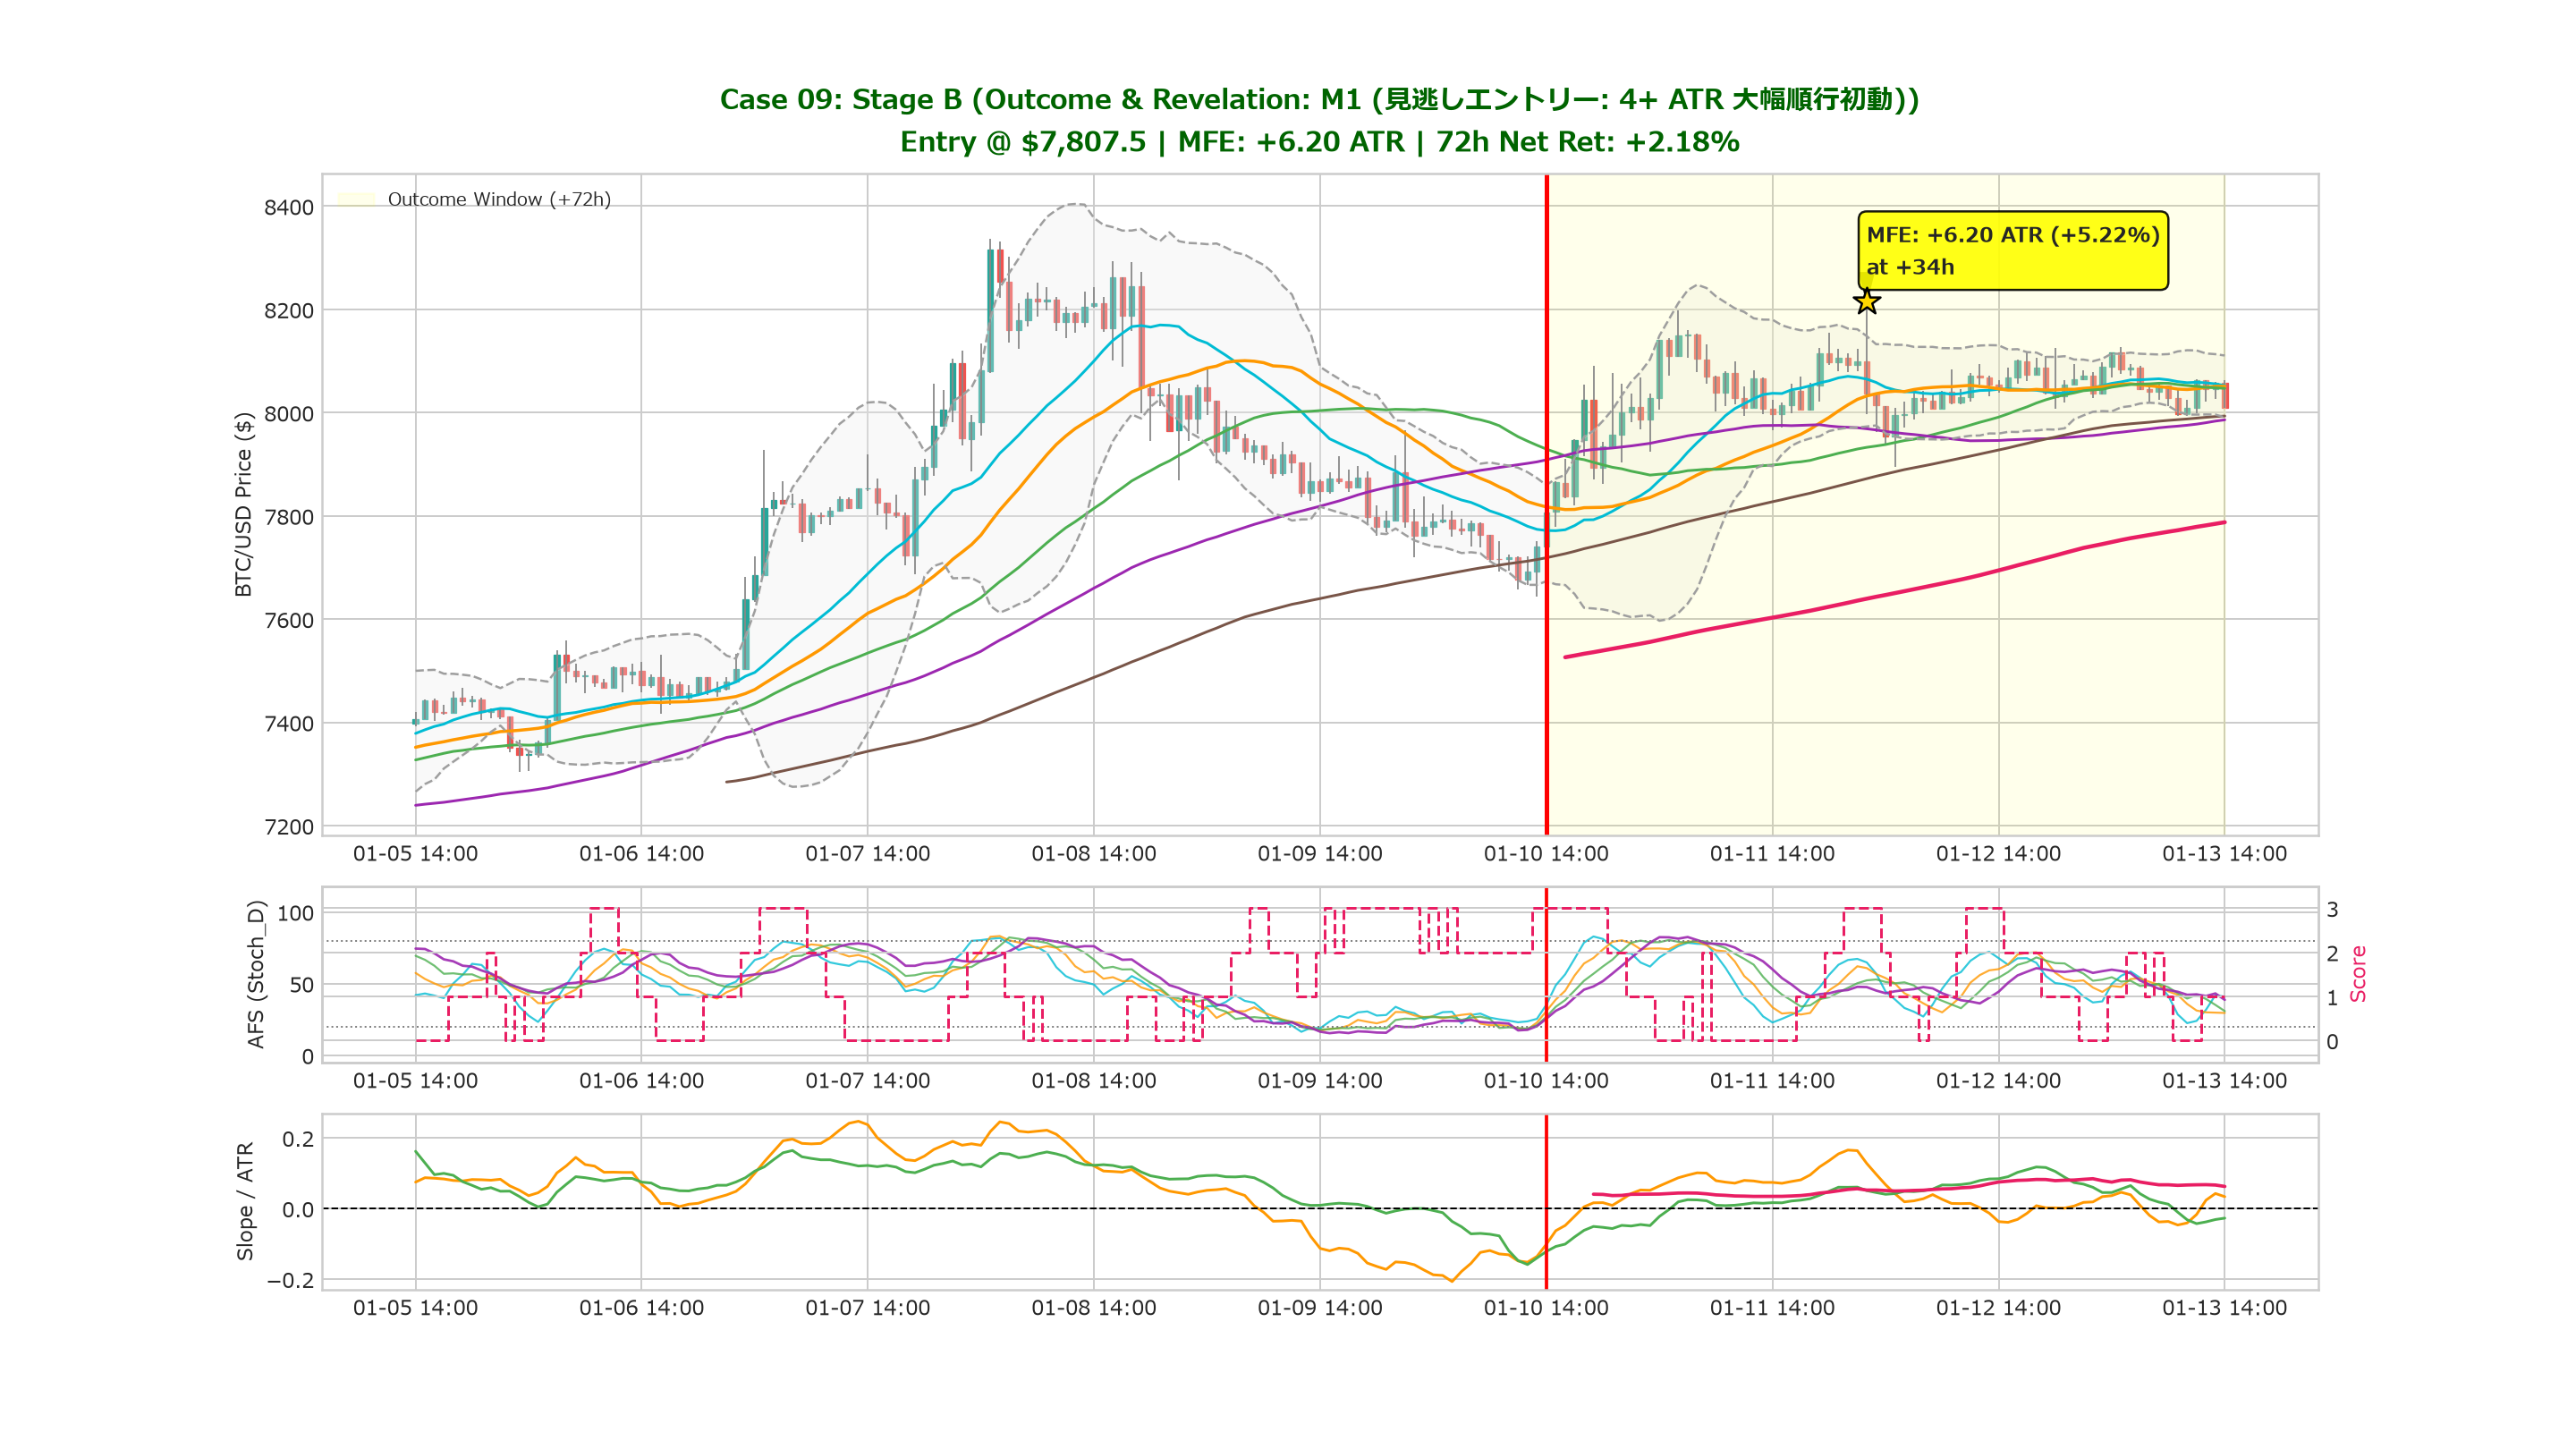 Case 09: Stage B (Outcome & Revelation: M1 (見逃しエントリー: 4+ ATR 大幅順行初動))
Entry @ $7,807.5 | MFE: +6.20 ATR | 72h Net Ret: +2.18%
Outcome Window (+72h)
MFE: +6.20 ATR (+5.22%)
at +34h
BTC/USD Price ($)
8400
8200
8000
7800
7600
7400
7200
01-05 14:00 01-06 14:00 01-07 14:00 01-08 14:00 01-09 14:00 01-10 14:00 01-11 14:00 01-12 14:00 01-13 14:00
AFS (Stoch_D)
100
50
0
3
2
1
0
Score
01-05 14:00 01-06 14:00 01-07 14:00 01-08 14:00 01-09 14:00 01-10 14:00 01-11 14:00 01-12 14:00 01-13 14:00
Slope / ATR
0.2
0.0
−0.2
01-05 14:00 01-06 14:00 01-07 14:00 01-08 14:00 01-09 14:00 01-10 14:00 01-11 14:00 01-12 14:00 01-13 14:00